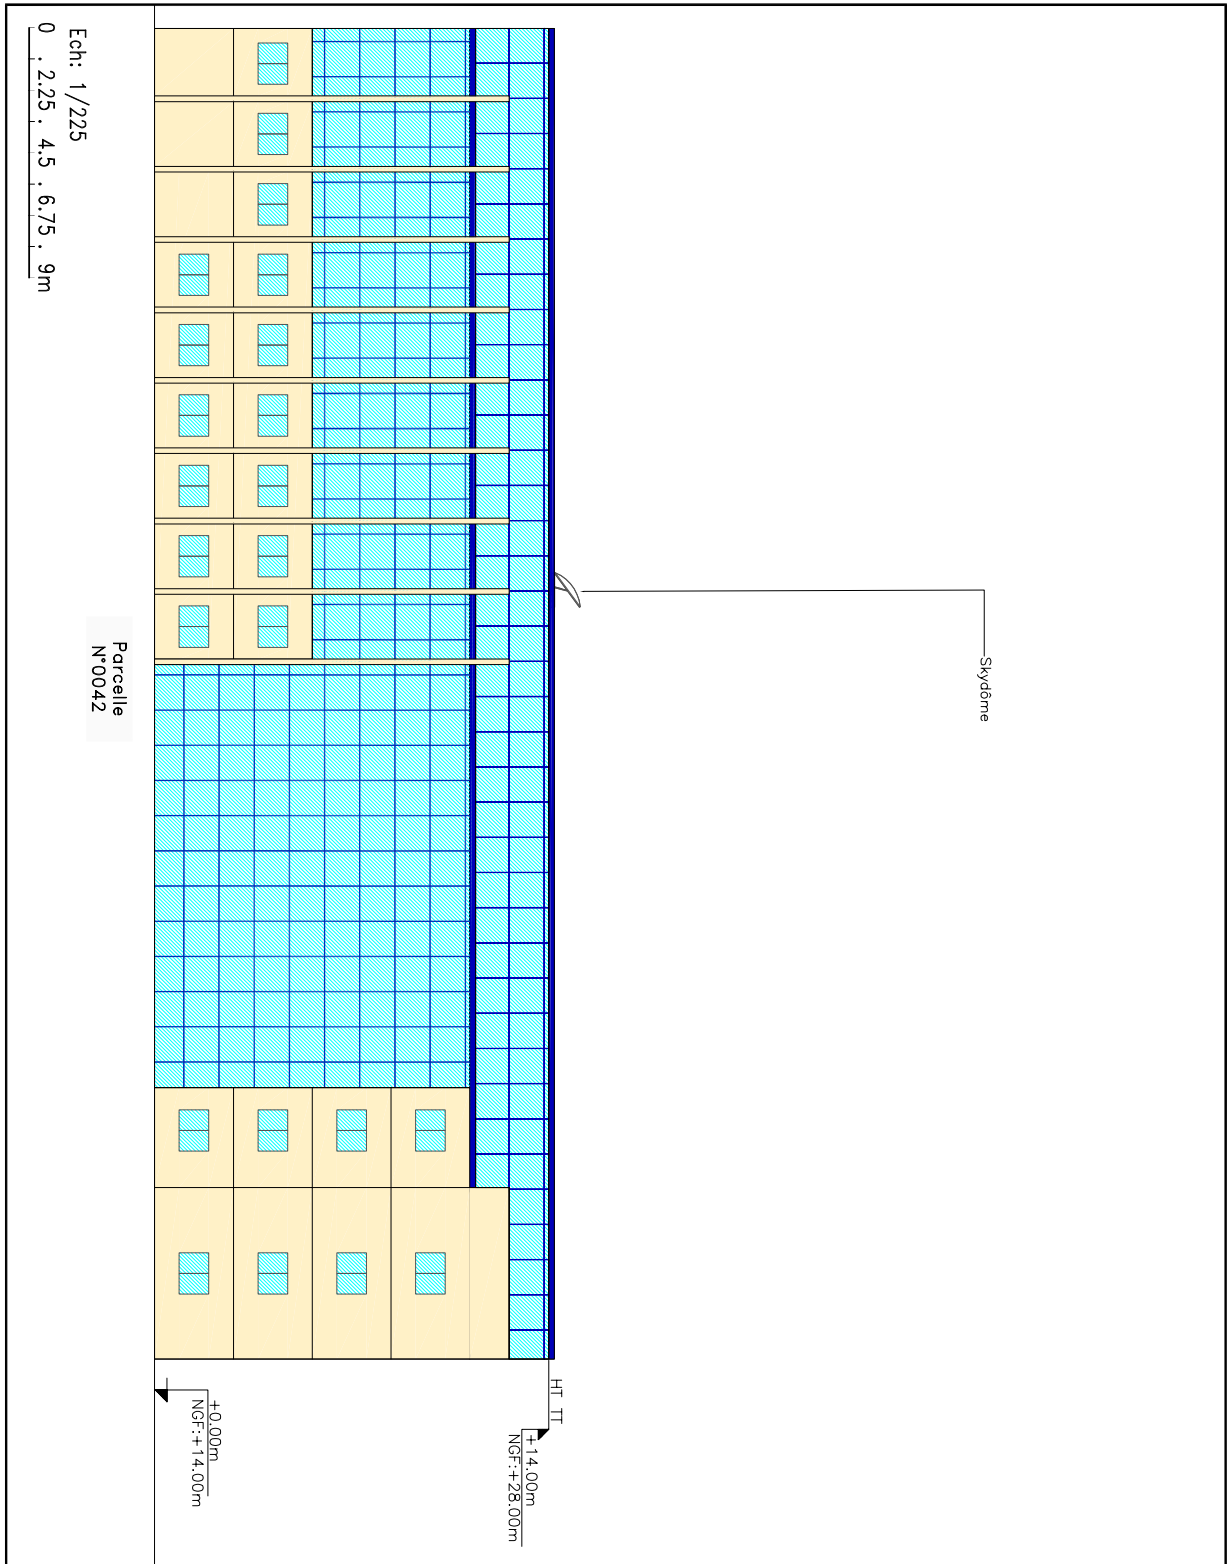 Skydôme
HT TT
+14.00m
NGF:+28.00m
+0.00m
NGF:+14.00m
Parcelle
N°0042
Ech: 1/225
0 . 2.25 . 4.5 . 6.75 . 9m